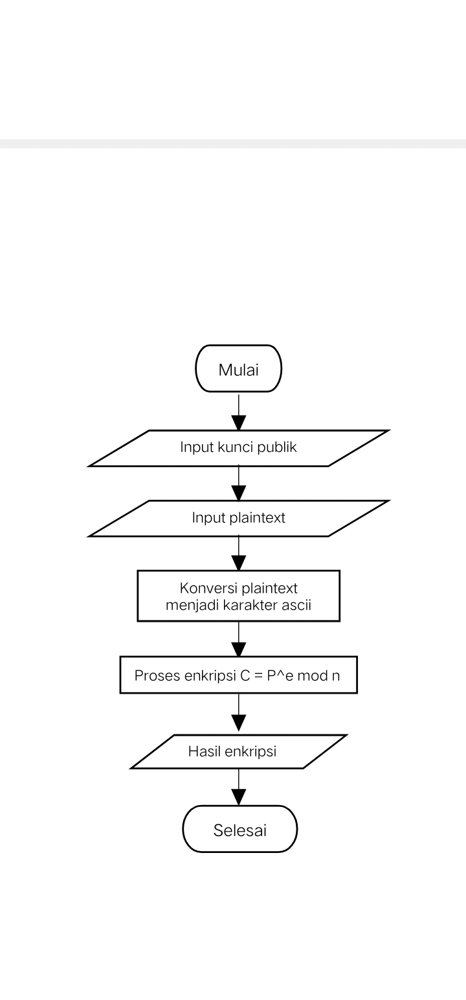 Mulai
Input kunci publik
Input plaintext
Konversi plaintext
menjadi karakter ascii
Proses enkripsi C = P^e mod n
Hasil enkripsi
Selesai